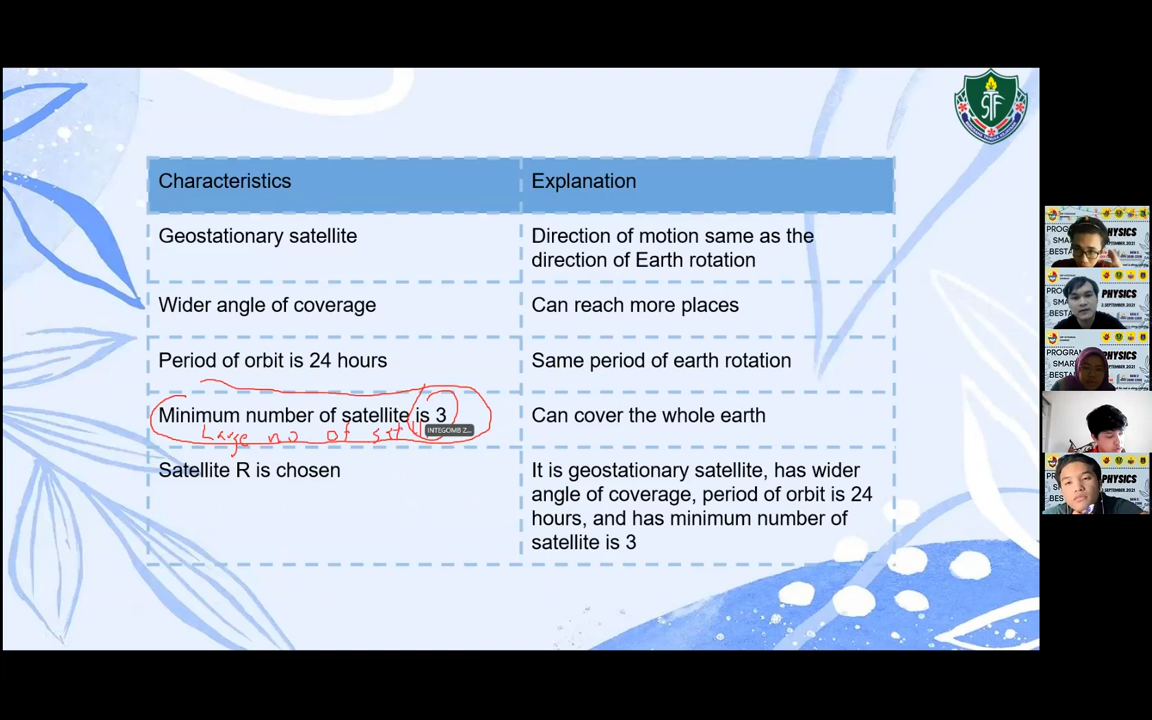 STF
Characteristics
Explanation
Geostationary satellite
Direction of motion same as the
direction of Earth rotation
Wider angle of coverage
Can reach more places
Period of orbit is 24 hours
Same period of earth rotation
Minimum number of satellite is 3
Can cover the whole earth
Large no of
INTEGOMB Z...
Satellite R is chosen
It is geostationary satellite, has wider
angle of coverage, period of orbit is 24
hours, and has minimum number of
satellite is 3
PHYSICS
PHYSICS
PHYSICS
PHYSICS
PHYSICS